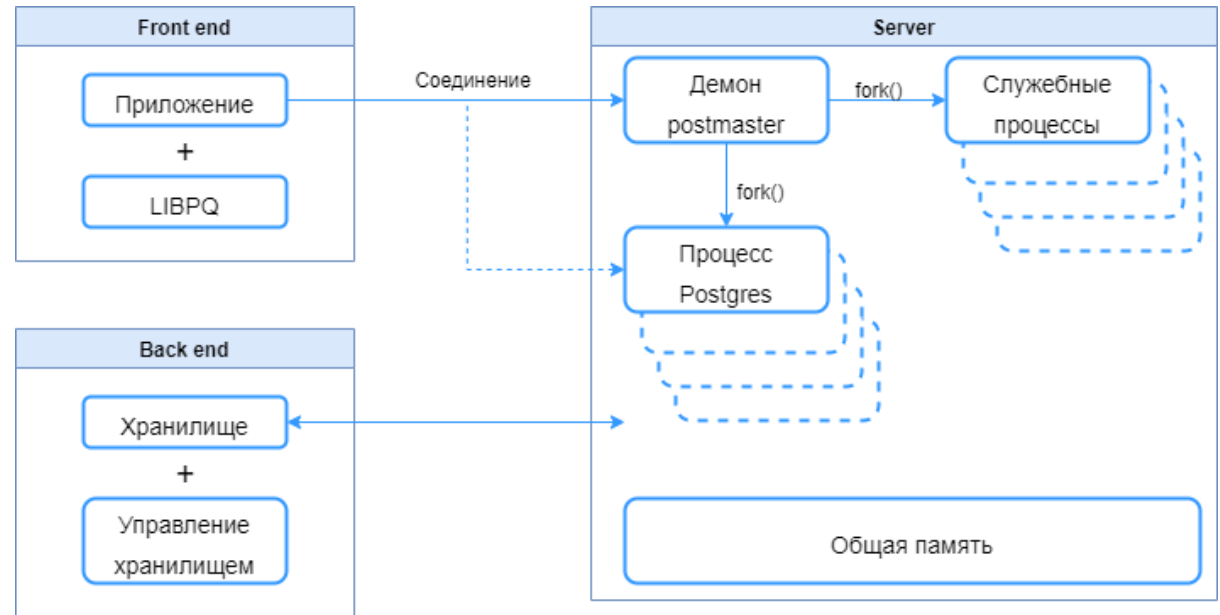 Front end
Приложение
+
LIBPQ
Соединение
Server
Демон
postmaster
fork()
Служебные
процессы
fork()
Процесс
Postgres
Back end
Хранилище
+
Управление
хранилищем
Общая память